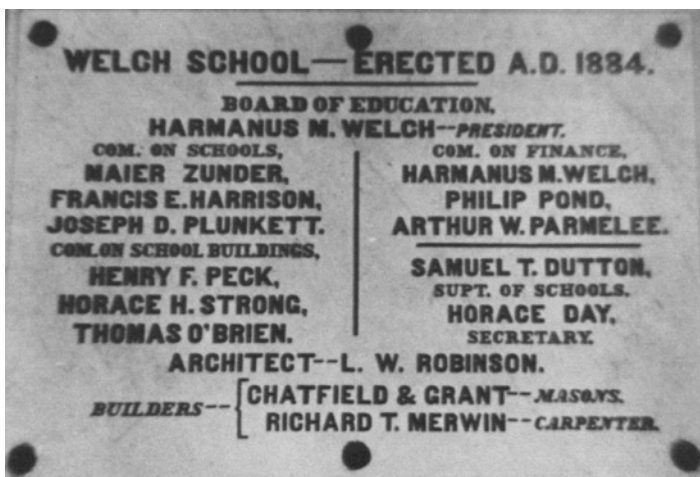 WELCH SCHOOL — ERECTED A.D. 1884.
BOARD OF EDUCATION,
HARMANUS M. WELCH--PRESIDENT.
COM. ON SCHOOLS,
MAIER ZUNDER,
FRANCIS E. HARRISON,
JOSEPH D. PLUNKETT.
COM. ON SCHOOL BUILDINGS,
HENRY F. PECK,
HORACE H. STRONG,
THOMAS O'BRIEN.
COM. ON FINANCE,
HARMANUS M. WELCH,
PHILIP POND,
ARTHUR W. PARMELEE.
SAMUEL T. DUTTON,
SUPT. OF SCHOOLS.
HORACE DAY,
SECRETARY.
ARCHITECT--L. W. ROBINSON.
BUILDERS--
CHATFIELD & GRANT--MASONS.
RICHARD T. MERWIN--CARPENTER.